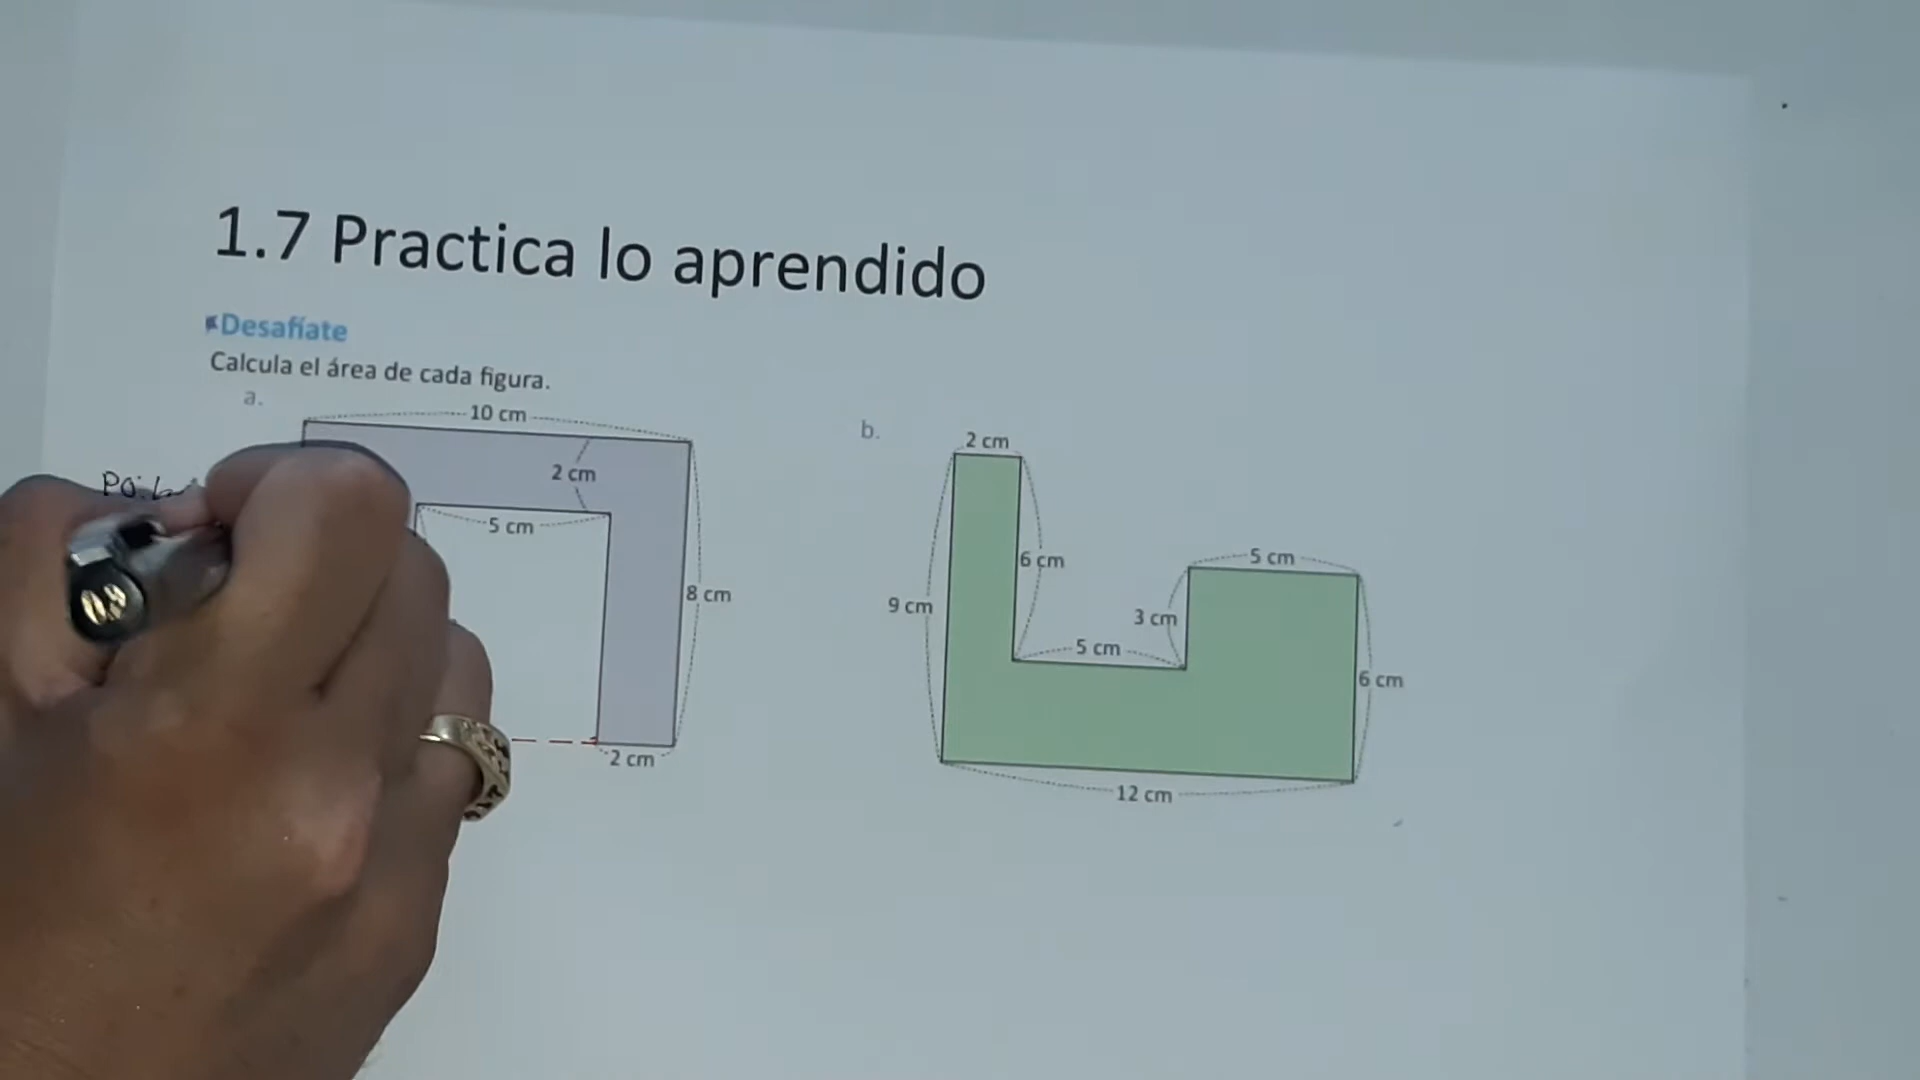 1.7 Practica lo aprendido
Desafíate
Calcula el área de cada figura.
a.
10 cm
2 cm
5 cm
8 cm
2 cm
b.
2 cm
6 cm
5 cm
9 cm
3 cm
5 cm
6 cm
12 cm